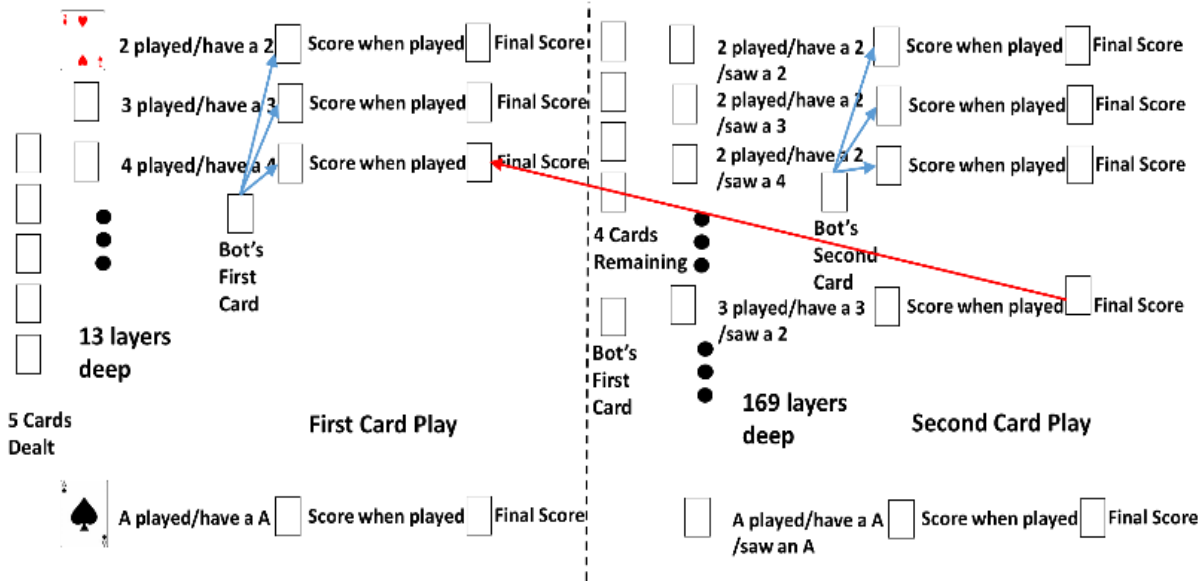 2 played/have a 2 Score when played Final Score
3 played/have a 3 Score when played Final Score
4 played/have a 4 Score when played Final Score
Bot's
First
Card
13 layers
deep
5 Cards
Dealt
First Card Play
A played/have a A Score when played Final Score
2 played/have a 2
/saw a 2
Score when played Final Score
2 played/have a 2
/saw a 3
Score when played Final Score
2 played/have a 2
/saw a 4
Score when played Final Score
4 Cards
Remaining
Bot's
Second
Card
3 played/have a 3
/saw a 2
Score when played Final Score
Bot's
First
Card
169 layers
deep
Second Card Play
A played/have a A
/saw an A
Score when played Final Score